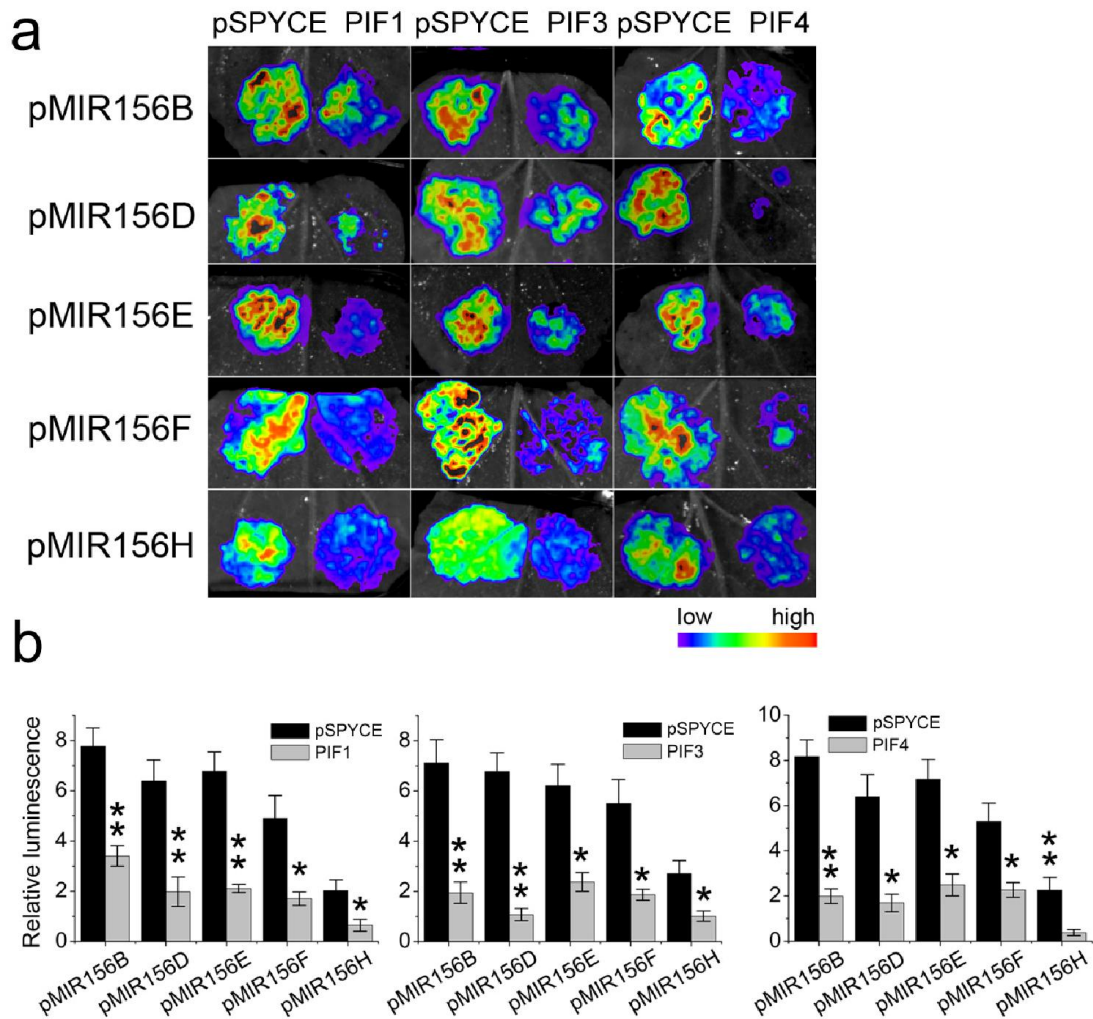 a
pSPYCE PIF1 pSPYCE PIF3 pSPYCE PIF4
pMIR156B
pMIR156D
pMIR156E
pMIR156F
pMIR156H
low high
b
Relative luminescence
8
6
4
2
0
pSPYCE
PIF1
** ** ** * *
pMIR156B pMIR156D pMIR156E pMIR156F pMIR156H
8
6
4
2
0
pSPYCE
PIF3
** ** * * *
pMIR156B pMIR156D pMIR156E pMIR156F pMIR156H
10
8
6
4
2
0
pSPYCE
PIF4
** * * * **
pMIR156B pMIR156D pMIR156E pMIR156F pMIR156H